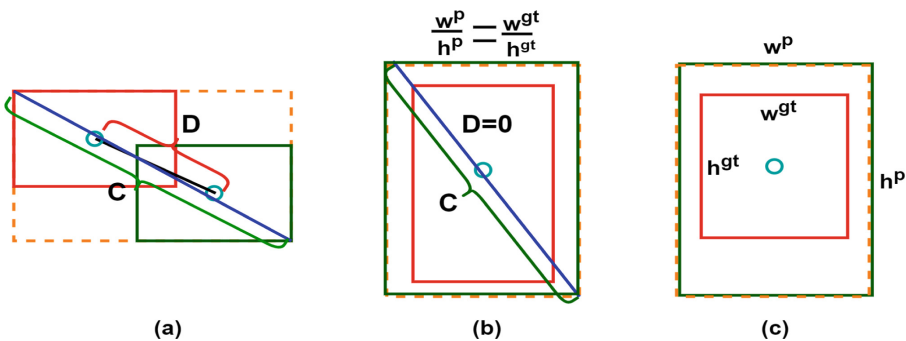 D
C
(a)
w^p/h^p = w^gt/h^gt
D=0
C
(b)
w^p
w^gt
h^gt
h^p
(c)